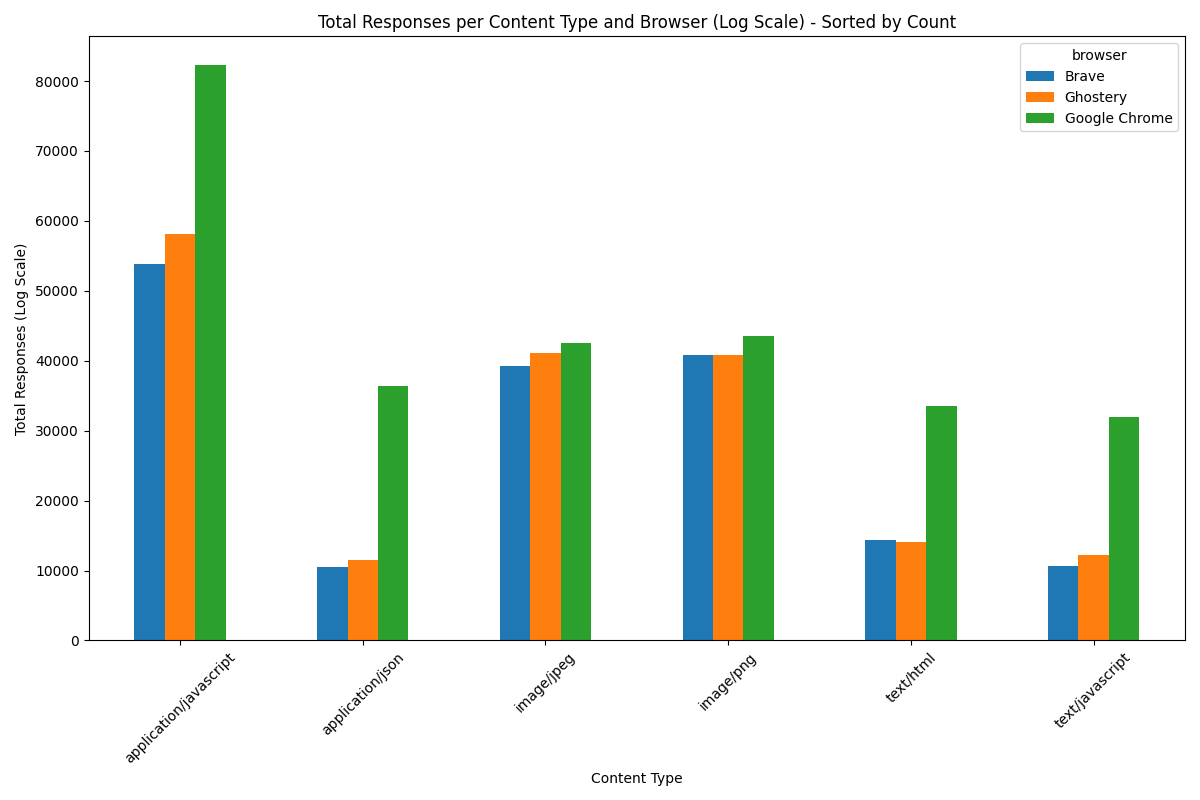 Total Responses per Content Type and Browser (Log Scale) - Sorted by Count
browser
Brave
Ghostery
Google Chrome
Total Responses (Log Scale)
80000
70000
60000
50000
40000
30000
20000
10000
0
application/javascript
application/json
image/jpeg
image/png
text/html
text/javascript
Content Type